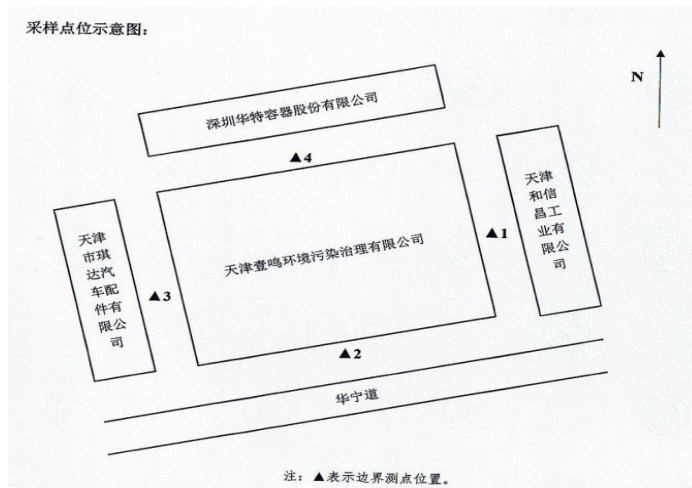 采样点位示意图：
N
深圳华特容器股份有限公司
▲4
天津
和信
昌工
业有
限公
司
天津
市琪
达汽
车配
件有
限公
司
天津壹鸣环境污染治理有限公司
▲1
▲3
▲2
华宁道
注：▲表示边界测点位置。